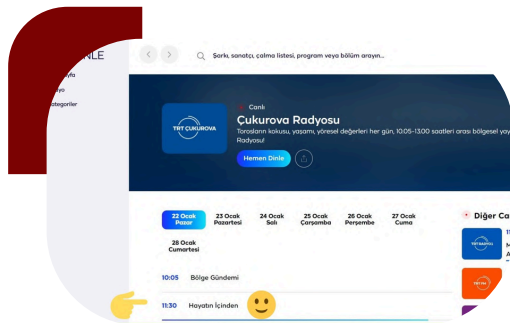 NLE
yfa
yo
ategoriler
Şarkı, sanatçı, çalma listesi, program veya bölüm arayın...
TRT ÇUKUROVA
Canlı
Çukurova Radyosu
Torosların kokusu, yaşamı, yöresel değerleri her gün, 10.05-13.00 saatleri arası bölgesel yay
Radyosu!
Hemen Dinle
22 Ocak
Pazar
23 Ocak
Pazartesi
24 Ocak
Salı
25 Ocak
Çarşamba
26 Ocak
Perşembe
27 Ocak
Cuma
28 Ocak
Cumartesi
Diğer Ca
10:05 Bölge Gündemi
11:30 Hayatın İçinden